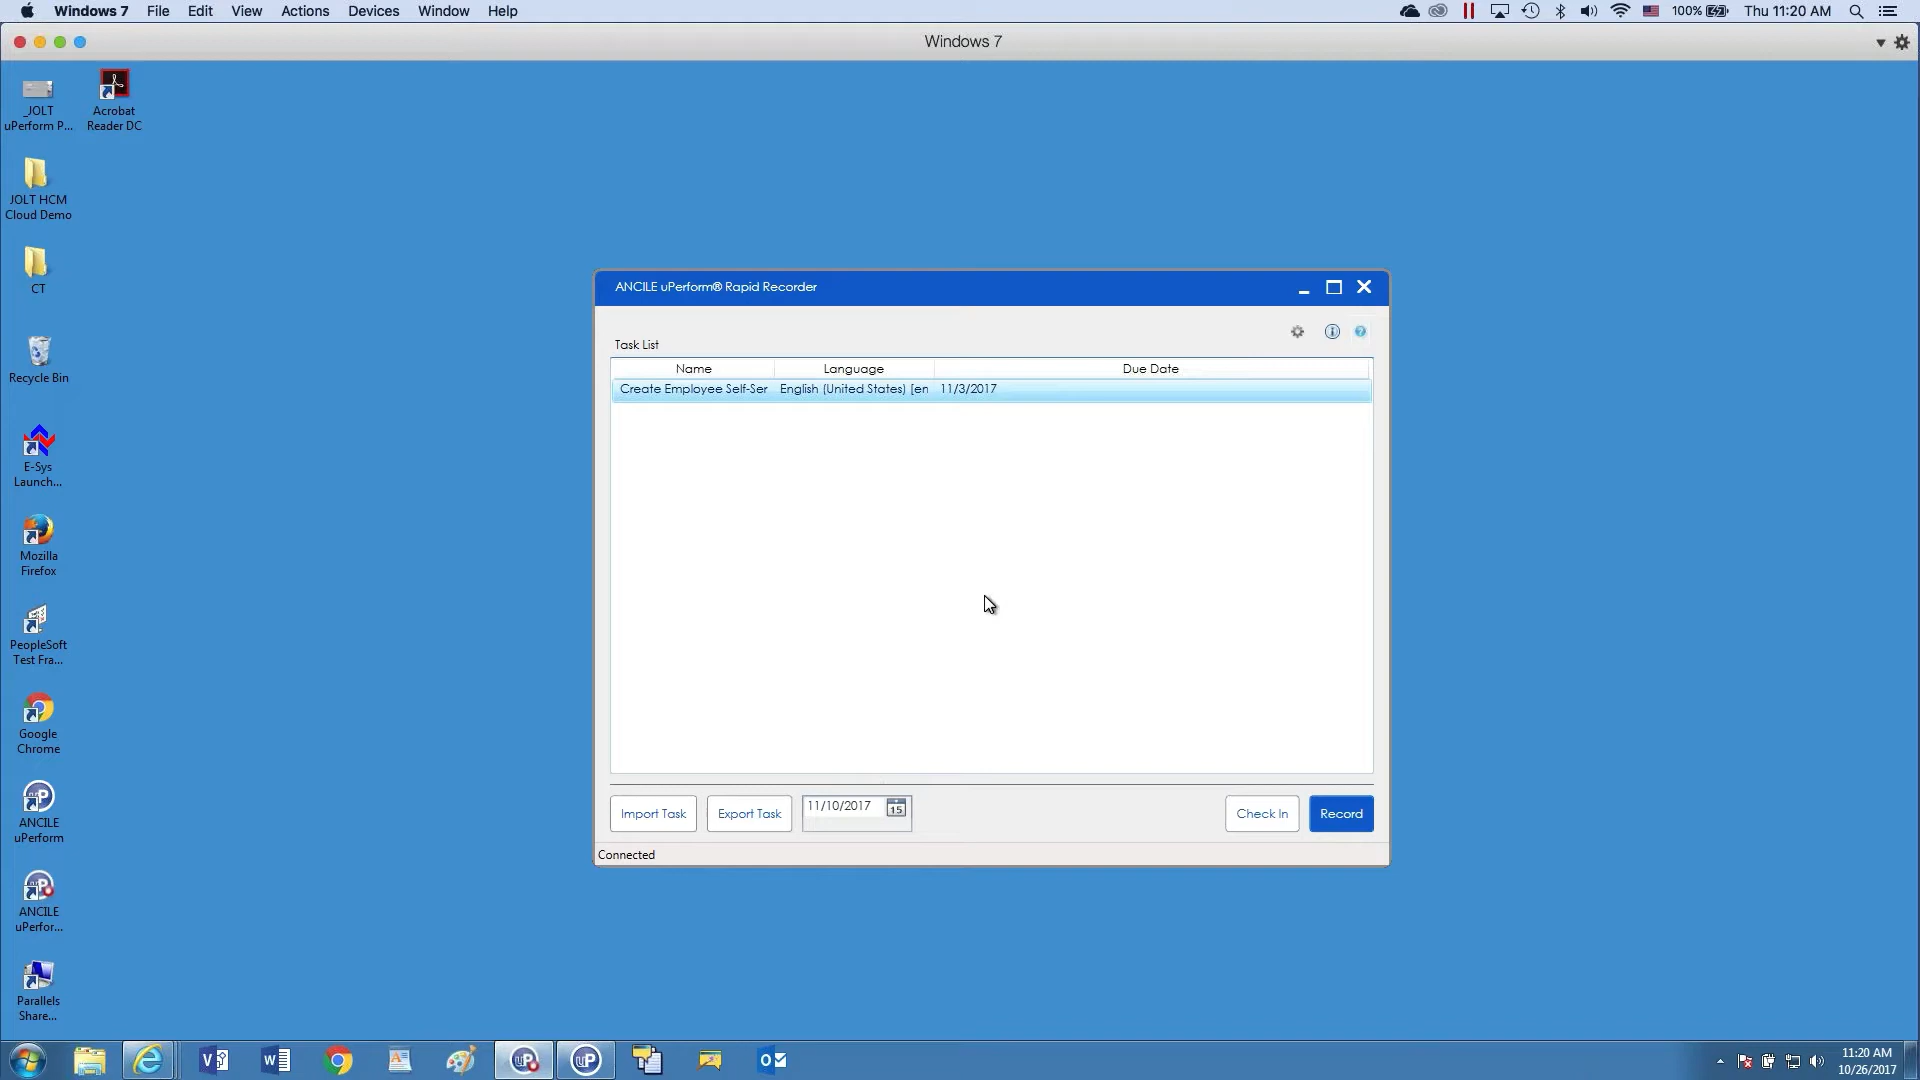 Windows 7 File Edit View Actions Devices Window Help
100% Thu 11:20 AM
Windows 7
_JOLT
uPerform P...
Acrobat
Reader DC
JOLT HCM
Cloud Demo
CT
Recycle Bin
E-Sys
Launch...
Mozilla
Firefox
PeopleSoft
Test Fra...
Google
Chrome
ANCILE
uPerform
ANCILE
uPerfor...
Parallels
Share...
ANCILE uPerform® Rapid Recorder
Task List
Name Language Due Date
Create Employee Self-Ser English (United States) [en 11/3/2017
Import Task Export Task 11/10/2017 15 Check In Record
Connected
11:20 AM
10/26/2017